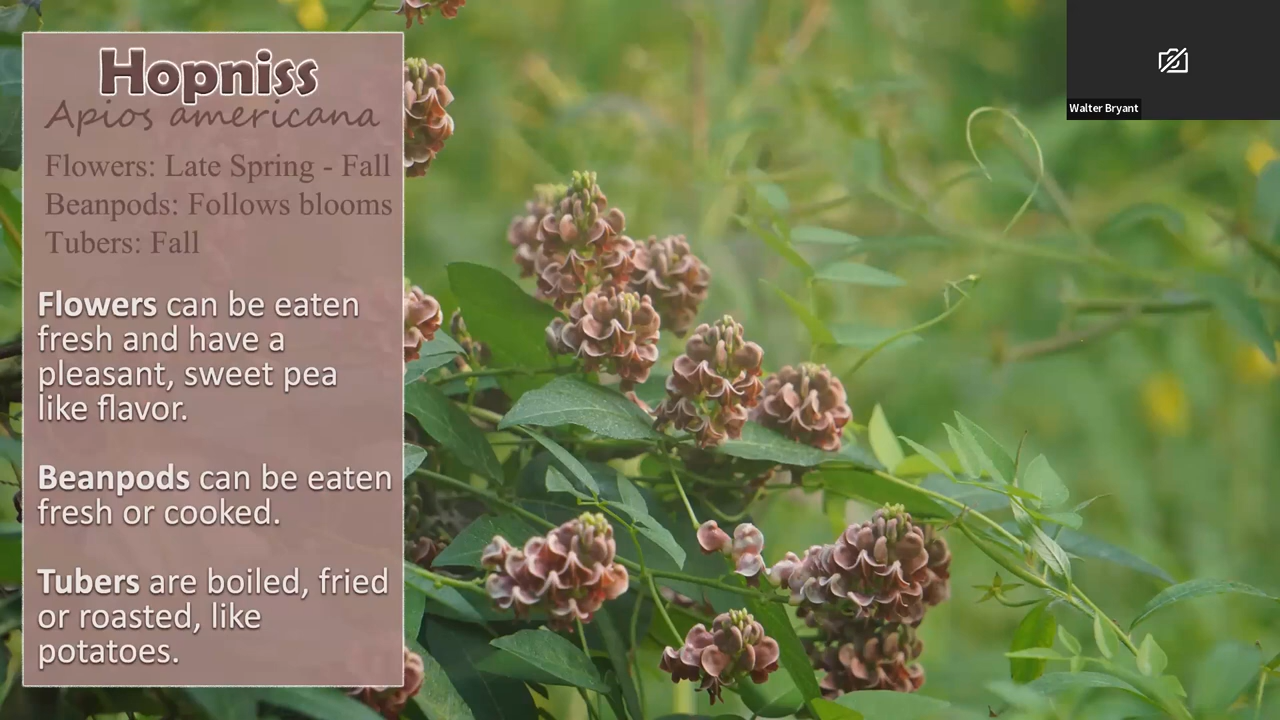 Hopniss
Apios americana
Flowers: Late Spring - Fall
Beanpods: Follows blooms
Tubers: Fall
Flowers can be eaten
fresh and have a
pleasant, sweet pea
like flavor.
Beanpods can be eaten
fresh or cooked.
Tubers are boiled, fried
or roasted, like
potatoes.
Walter Bryant